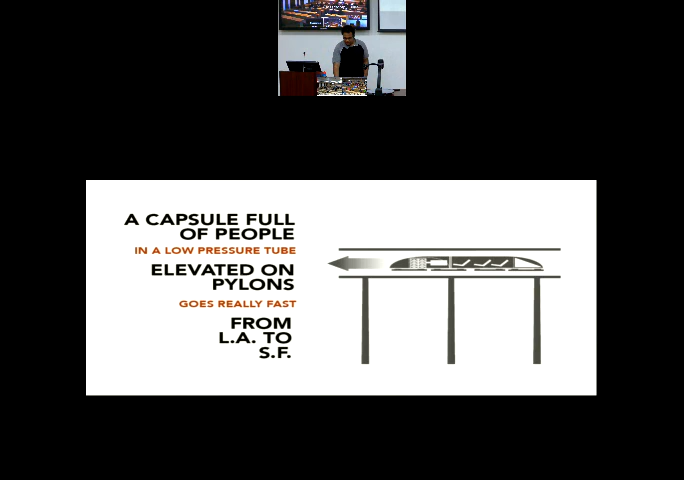 A CAPSULE FULL
OF PEOPLE
IN A LOW PRESSURE TUBE
ELEVATED ON
PYLONS
GOES REALLY FAST
FROM
L.A. TO
S.F.